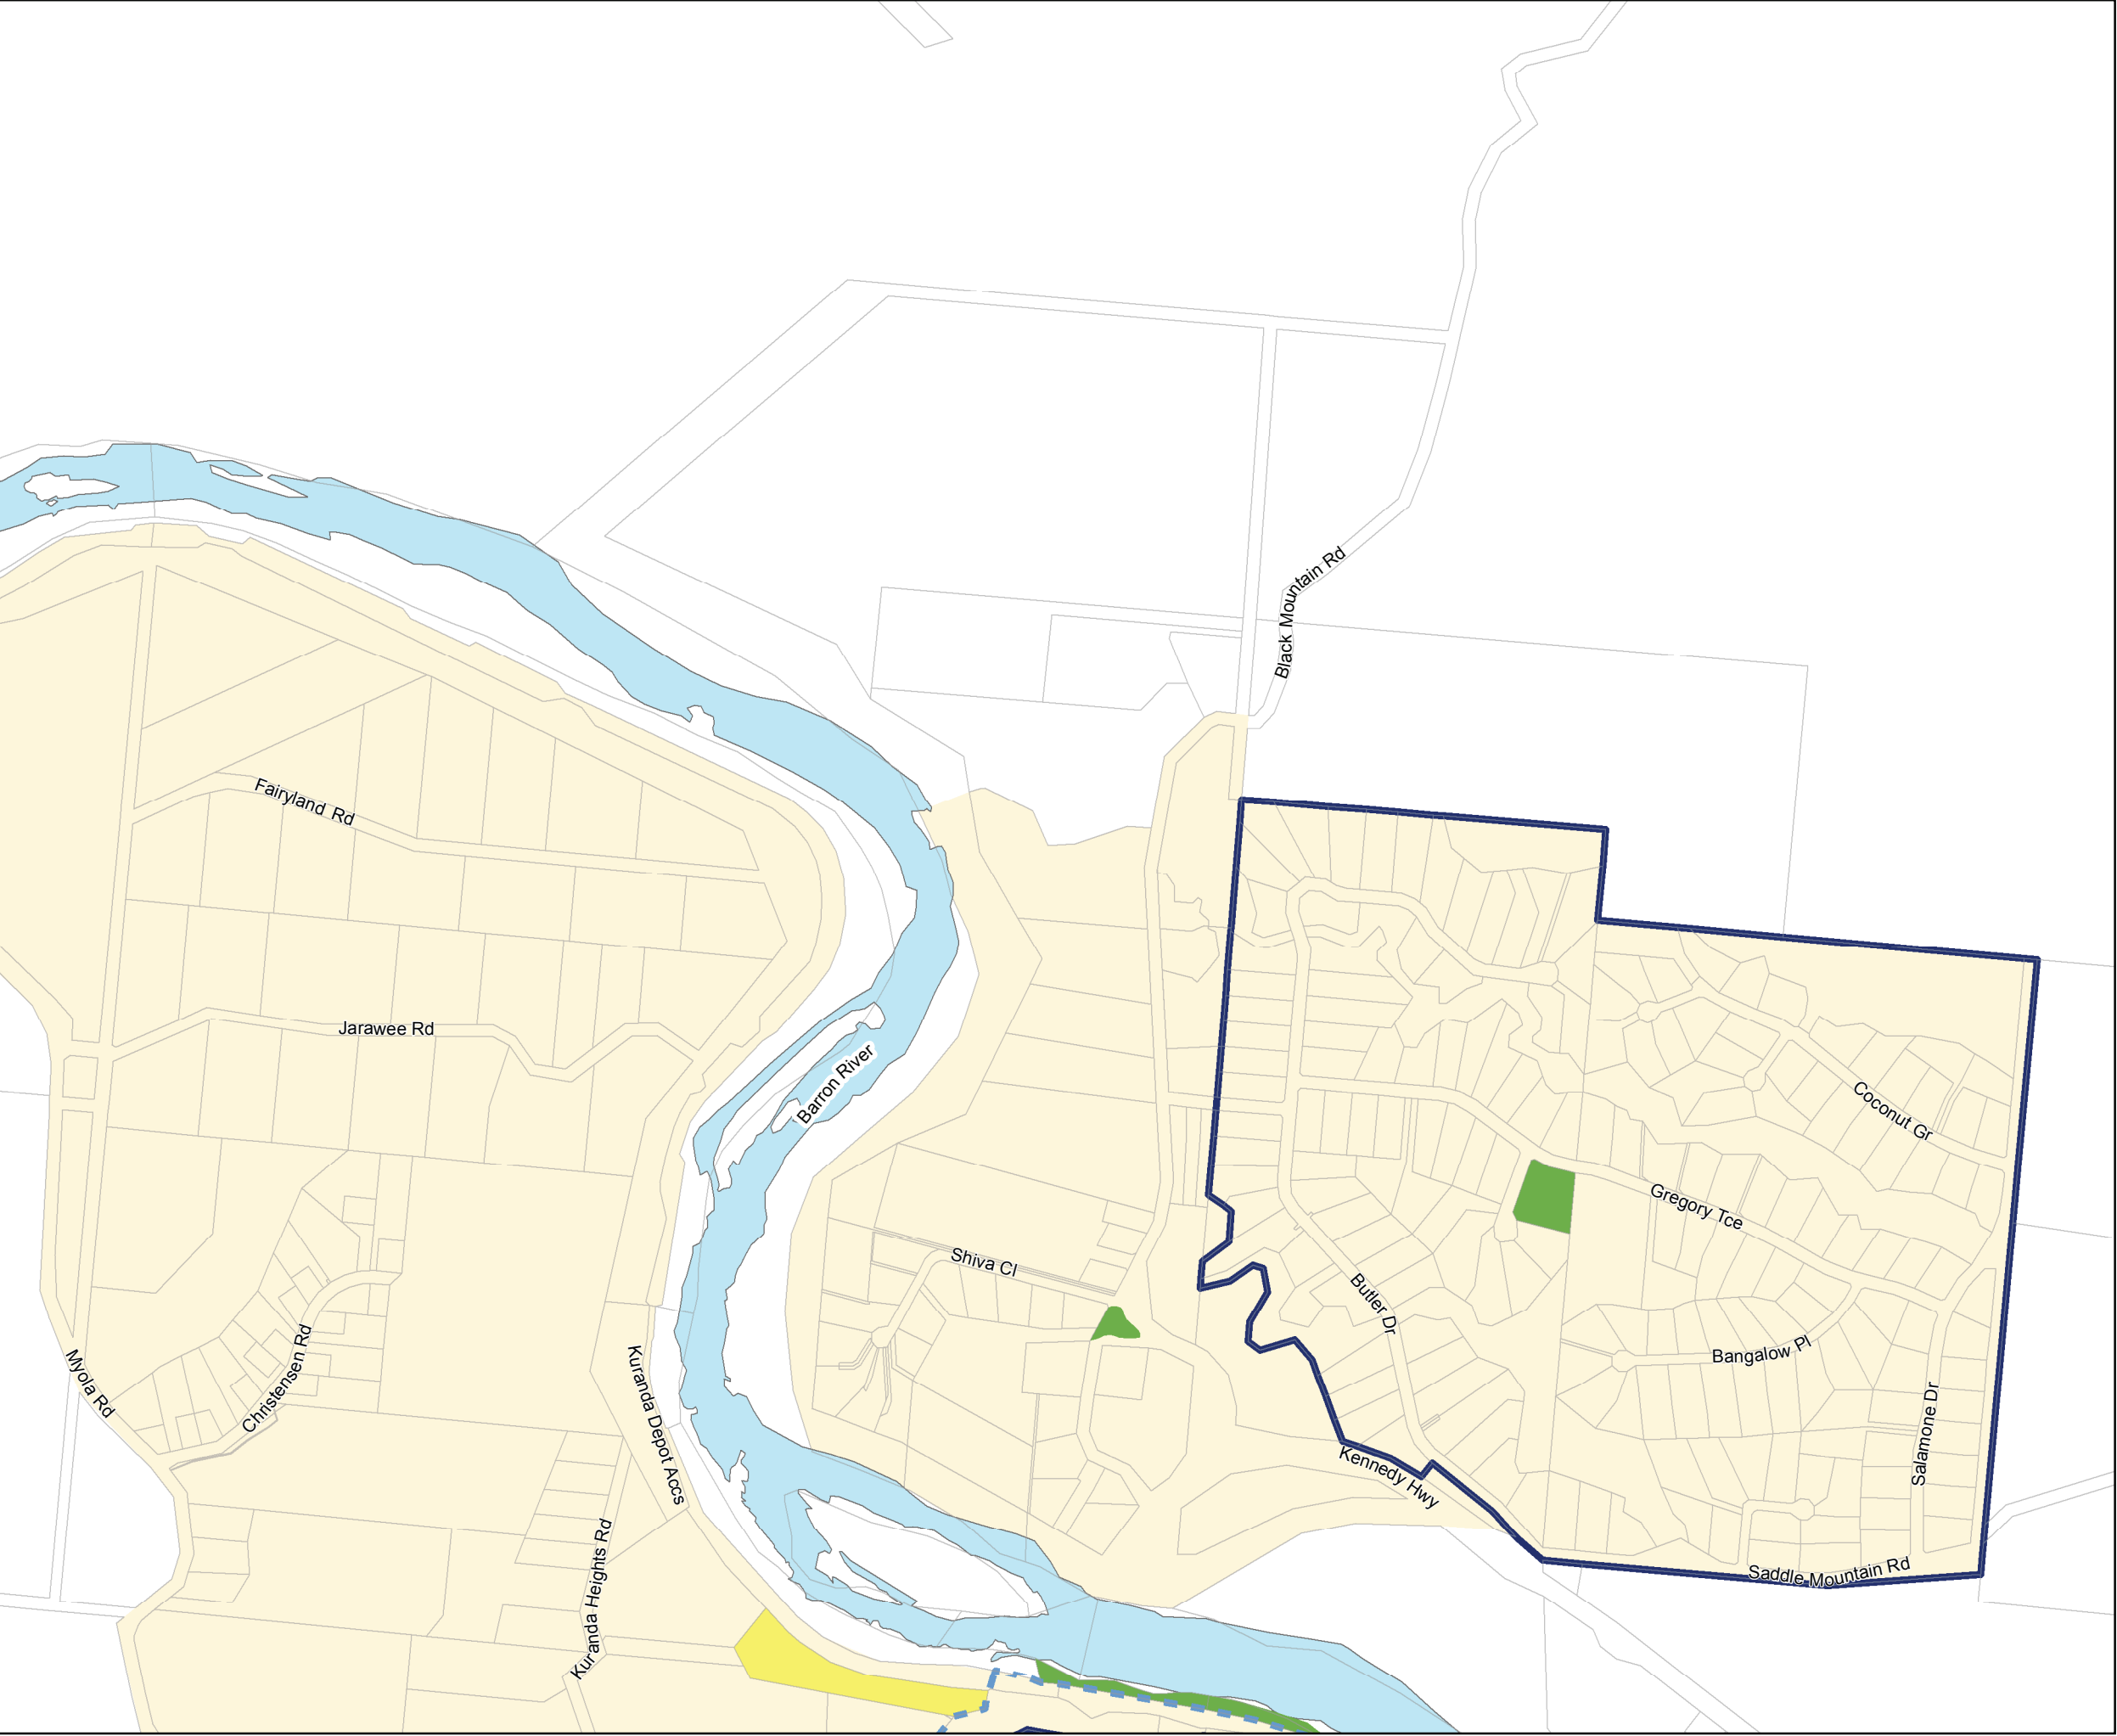 Black Mountain Rd
Fairyland Rd
Jarawee Rd
Barron River
Coconut Gr
Gregory Tce
Shiva Cl
Butler Dr
Bangalow Pl
Myola Rd
Christensen Rd
Kuranda Depot Accs
Salamone Dr
Kennedy Hwy
Kuranda Heights Rd
Saddle Mountain Rd